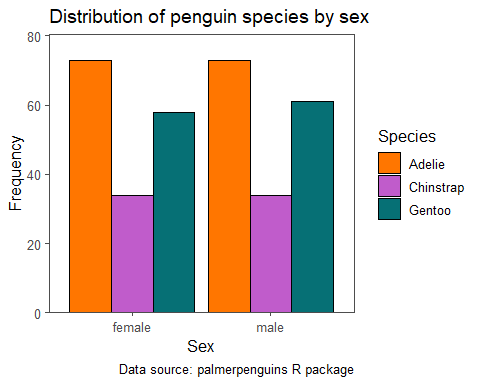 Distribution of penguin species by sex
80
60
40
20
0
Frequency
female male
Sex
Species
Adelie
Chinstrap
Gentoo
Data source: palmerpenguins R package